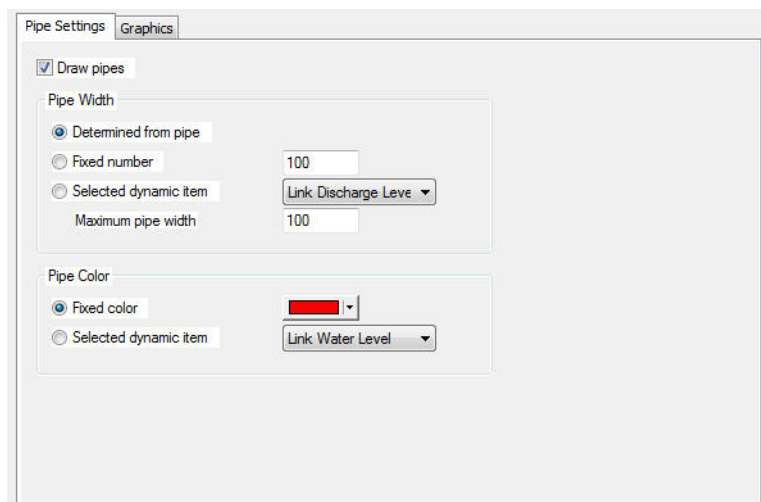 Pipe Settings Graphics
Draw pipes
Pipe Width
Determined from pipe
Fixed number 100
Selected dynamic item Link Discharge Leve
Maximum pipe width 100
Pipe Color
Fixed color
Selected dynamic item Link Water Level